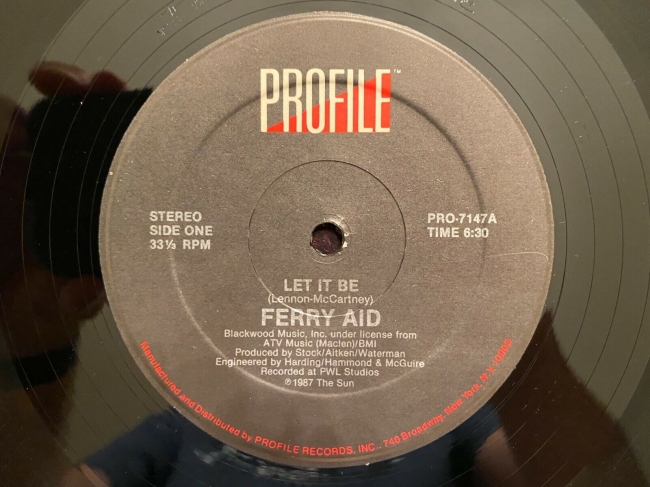 PROFILE™
STEREO
SIDE ONE
33⅓ RPM
PRO-7147A
TIME 6:30
LET IT BE
(Lennon-McCartney)
FERRY AID
Blackwood Music, Inc. under license from
ATV Music (Maclen)/BMI
Produced by Stock/Aitken/Waterman
Engineered by Harding/Hammond & McGuire
Recorded at PWL Studios
℗1987 The Sun
Manufactured and Distributed by PROFILE RECORDS, INC., 740 Broadway, New York, N.Y.